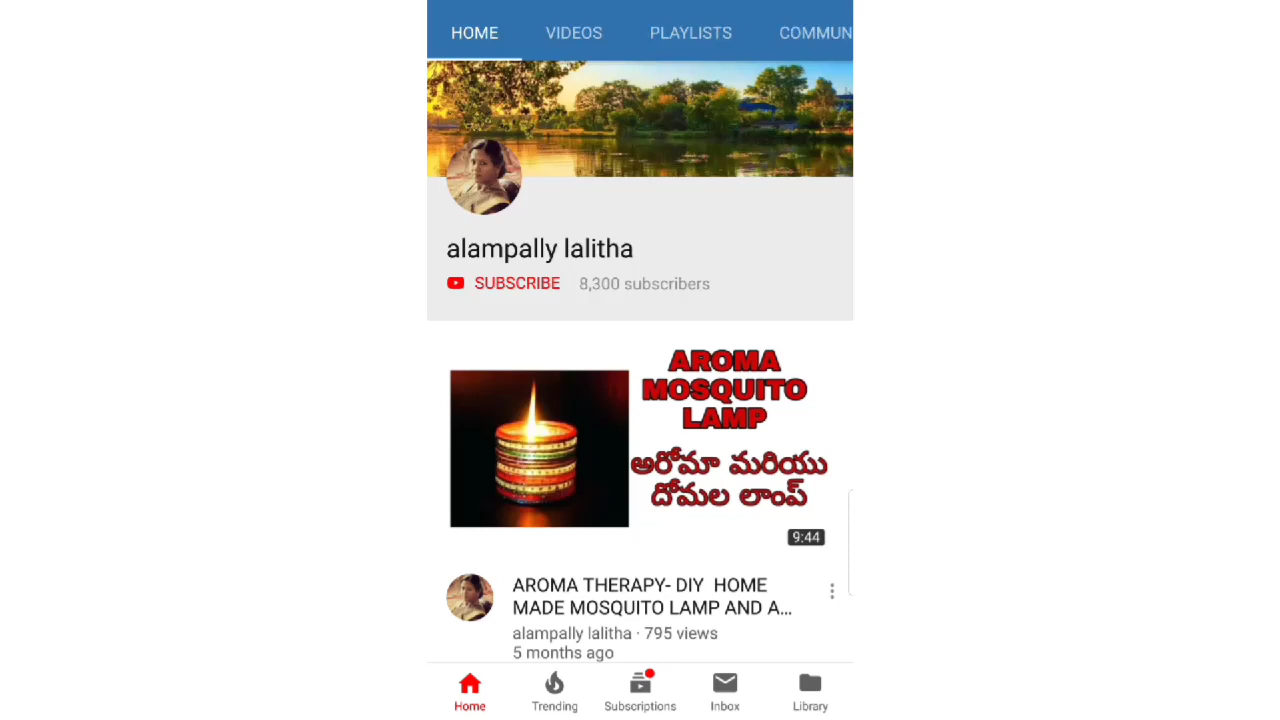 HOME VIDEOS PLAYLISTS COMMUN
alampally lalitha
SUBSCRIBE 8,300 subscribers
AROMA
MOSQUITO
LAMP
అరోమా మరియు
దోమల లాంప్
9:44
AROMA THERAPY- DIY HOME
MADE MOSQUITO LAMP AND A...
alampally lalitha · 795 views
5 months ago
Home Trending Subscriptions Inbox Library